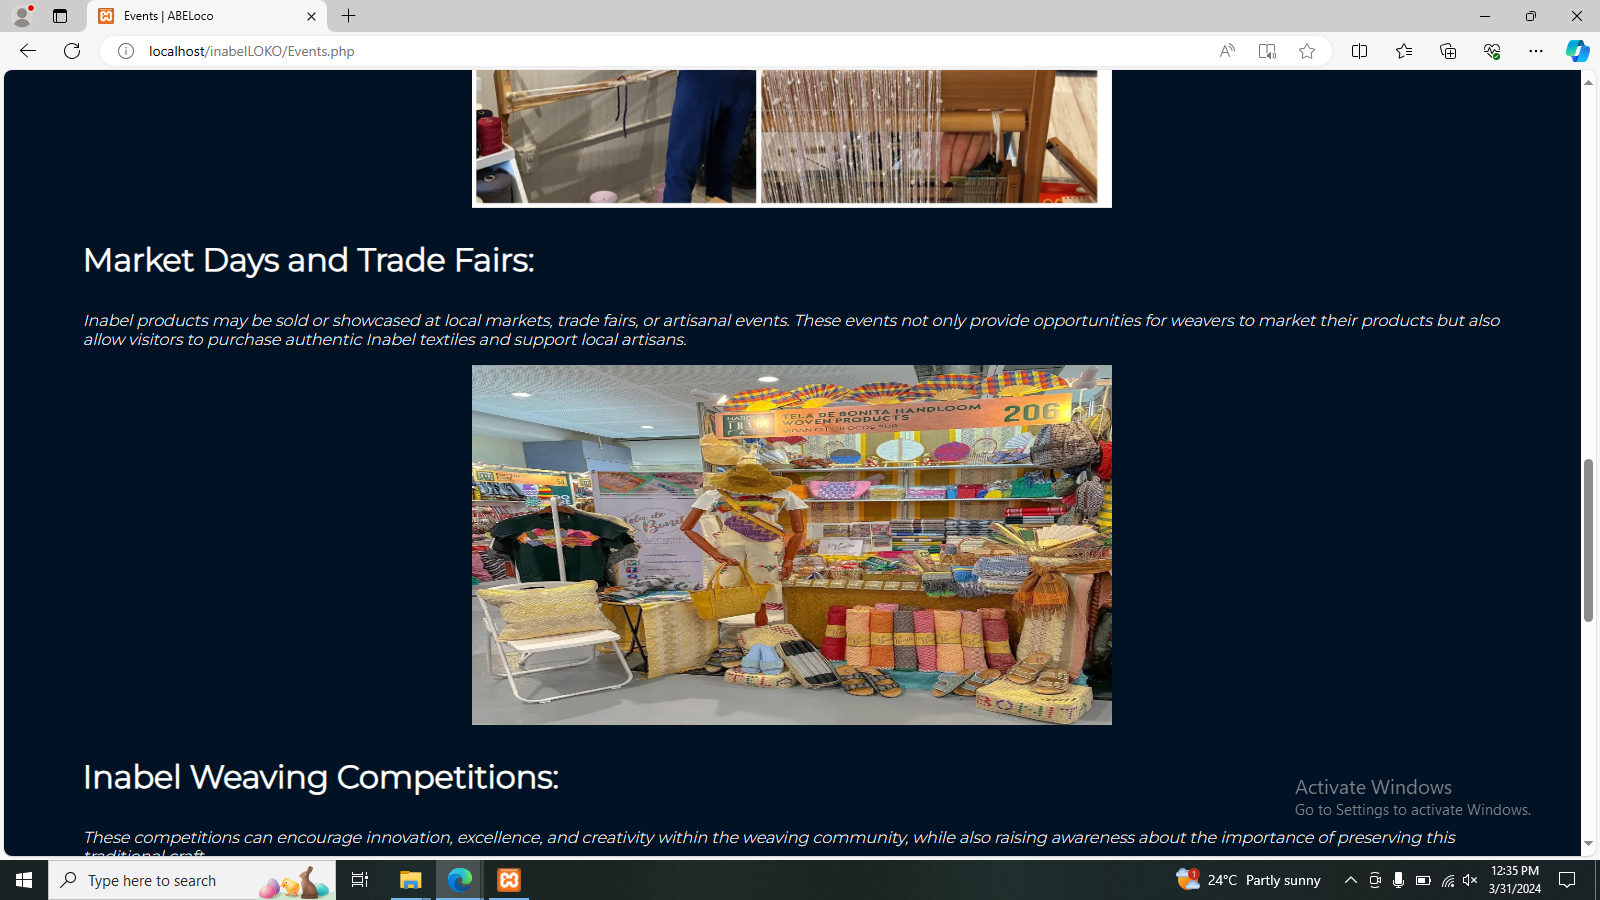 Events | ABELoco
localhost/inabelLOKO/Events.php
Market Days and Trade Fairs:
Inabel products may be sold or showcased at local markets, trade fairs, or artisanal events. These events not only provide opportunities for weavers to market their products but also
allow visitors to purchase authentic Inabel textiles and support local artisans.
TELA DE BONITA HANDLOOM
WOVEN PRODUCTS
206
Inabel Weaving Competitions:
These competitions can encourage innovation, excellence, and creativity within the weaving community, while also raising awareness about the importance of preserving this
traditional craft.
Activate Windows
Go to Settings to activate Windows.
Type here to search
1
24°C Partly sunny
12:35 PM
3/31/2024